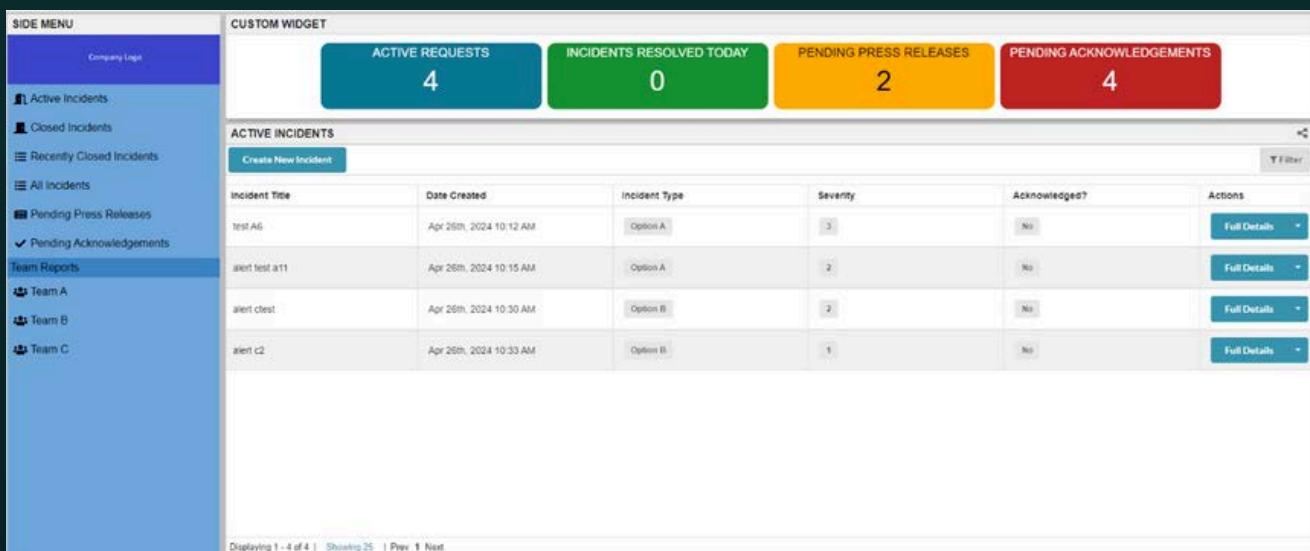 SIDE MENU
Company Logo
Active Incidents
Closed Incidents
Recently Closed Incidents
All Incidents
Pending Press Releases
Pending Acknowledgements
Team Reports
Team A
Team B
Team C
CUSTOM WIDGET
ACTIVE REQUESTS
4
INCIDENTS RESOLVED TODAY
0
PENDING PRESS RELEASES
2
PENDING ACKNOWLEDGEMENTS
4
ACTIVE INCIDENTS
Create New Incident Filter
Incident Title Date Created Incident Type Severity Acknowledged? Actions
test A6 Apr 26th, 2024 10:12 AM Option A 3 No Full Details
alert test a11 Apr 26th, 2024 10:15 AM Option A 2 No Full Details
alert ctest Apr 26th, 2024 10:30 AM Option B 2 No Full Details
alert c2 Apr 26th, 2024 10:33 AM Option B 1 No Full Details
Displaying 1 - 4 of 4 | Showing 25 | Prev 1 Next